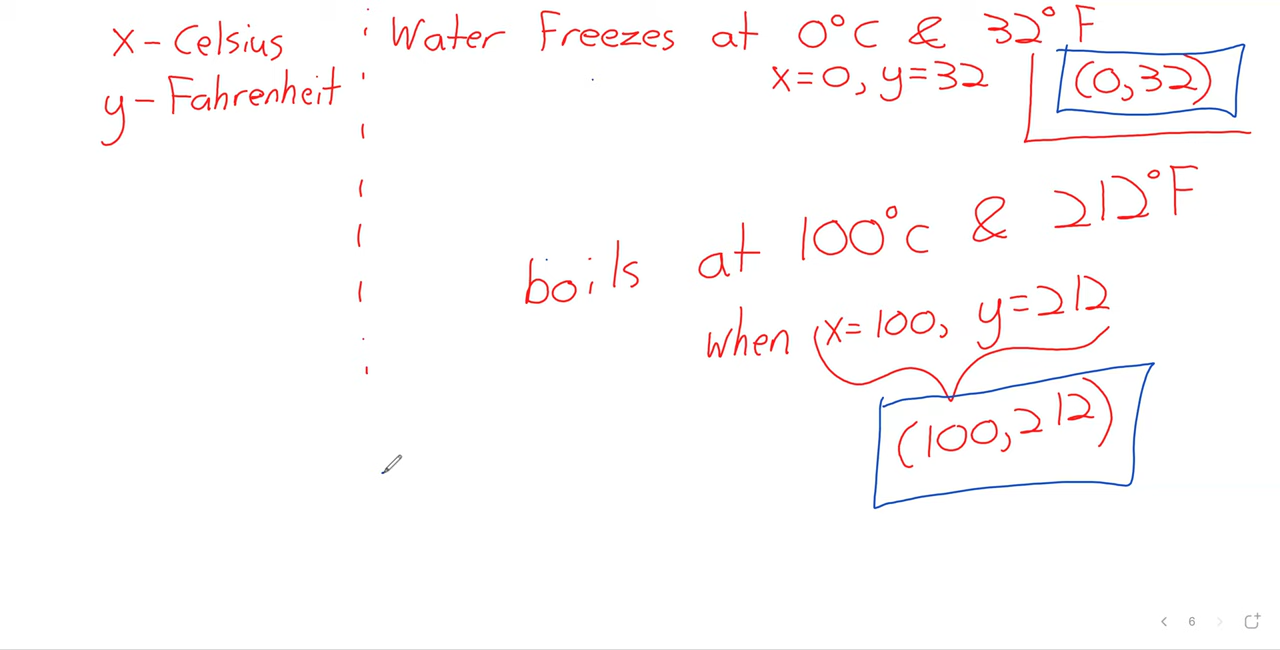 x - Celsius
y - Fahrenheit
Water Freezes at 0°C & 32°F
x=0, y=32
(0,32)
boils at 100°c & 212°F
when x=100, y=212
(100,212)
6